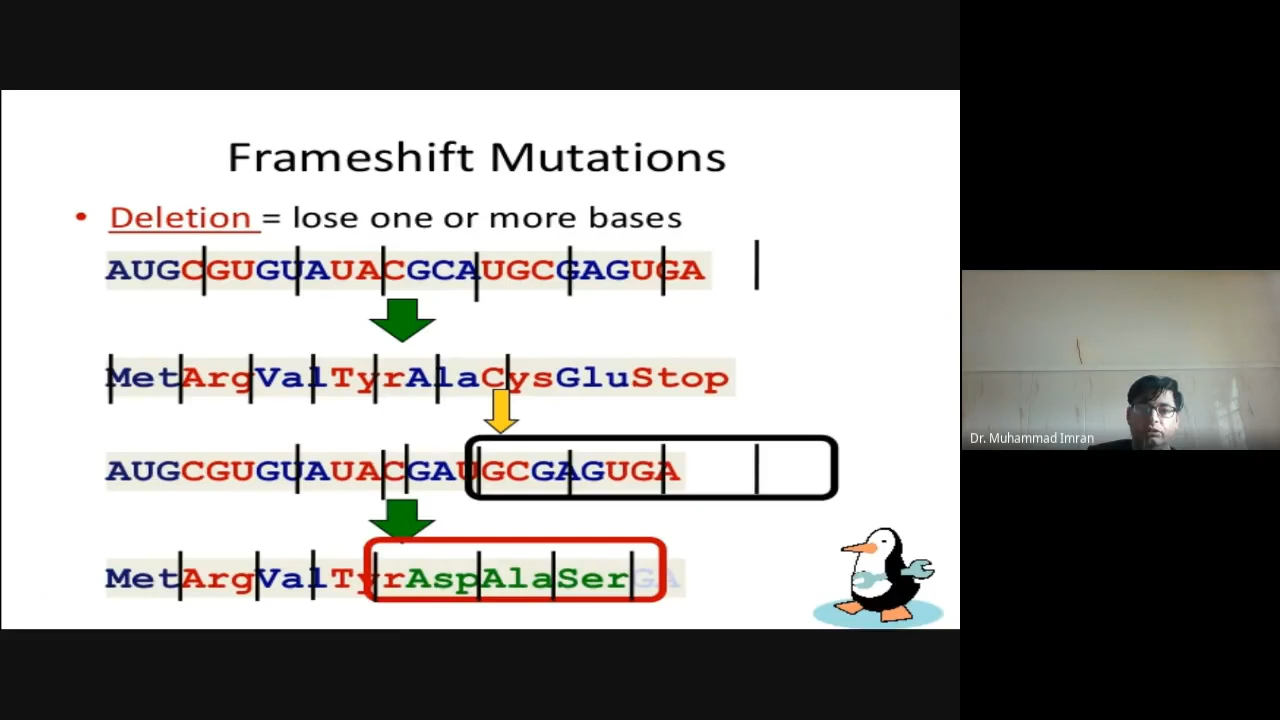 Frameshift Mutations
• Deletion = lose one or more bases
AUGCGUGUAUACGCAUGCGAGUGA
MetArgValTyrAlaCysGluStop
AUGCGUGUAUACGAUGCGAGUGA
MetArgValTyrAspAlaSerGA
Dr. Muhammad Imran